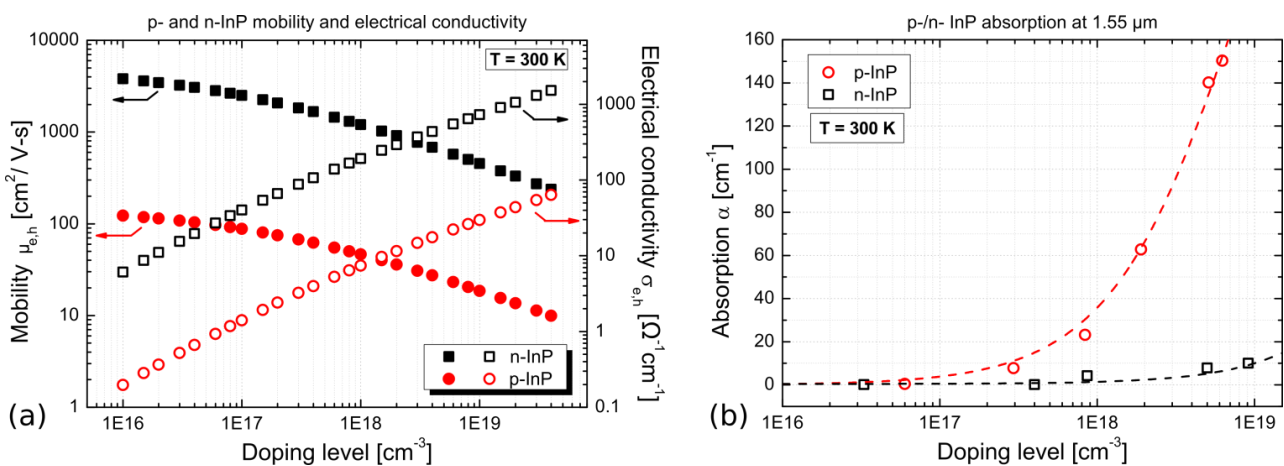 p- and n-InP mobility and electrical conductivity-
10000
1000
100
10
1
Mobility μe,h [cm2/ V-s]
T = 300 K
1000
100
10
1
0.1
Electrical conductivity σe,h [Ω-1cm-1]
n-InP
p-InP
1E16
1E17
1E18
1E19
Doping level [cm-3]
(a)
p-/n- InP absorption at 1.55 μm
160
140
120
100
80
60
40
20
0
Absorption α [cm-1]
p-InP
n-InP
T = 300 K
1E16
1E17
1E18
1E19
Doping level [cm-3]
(b)